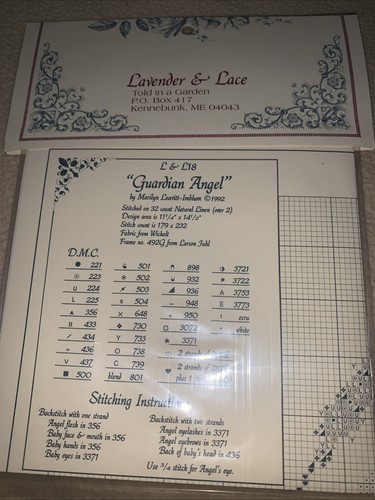 Lavender & Lace
Told in a Garden
P.O. Box 417
Kennebunk, ME 04043
L & L18
"Guardian Angel"
by Marilyn Leavitt-Imblum ©1992
Stitched on 32 count Natural Linen (over 2)
Design area is 11¼" x 14½"
Stitch count is 179 x 232
Fabric from Wichelt
Frame no. 492G from Larson Juhl
D.M.C.
221 501 898 3721
223 502 932 3722
U 224 503 936 A 3753
L 225 s 504 – 948 E 3773
▲ 356 X 648 + 950 I ecru
B 433 ❖ 730 3072 • white
/ 434 Y 733 3371
= 436 O 738 2 strands
V 437 C 739 ♥ 2 strands
■ 500 blend 801 plus 1
Stitching
Backstitch with one strand
Angel flesh in 356
Baby face & mouth in 356
Baby hands in 356
Baby eyes in 3371
Backstitch with two strands
Angel eyelashes in 3371
Angel eyebrows in 3371
Back of baby's head in 436
Use ¾ stitch for Angel's eye.